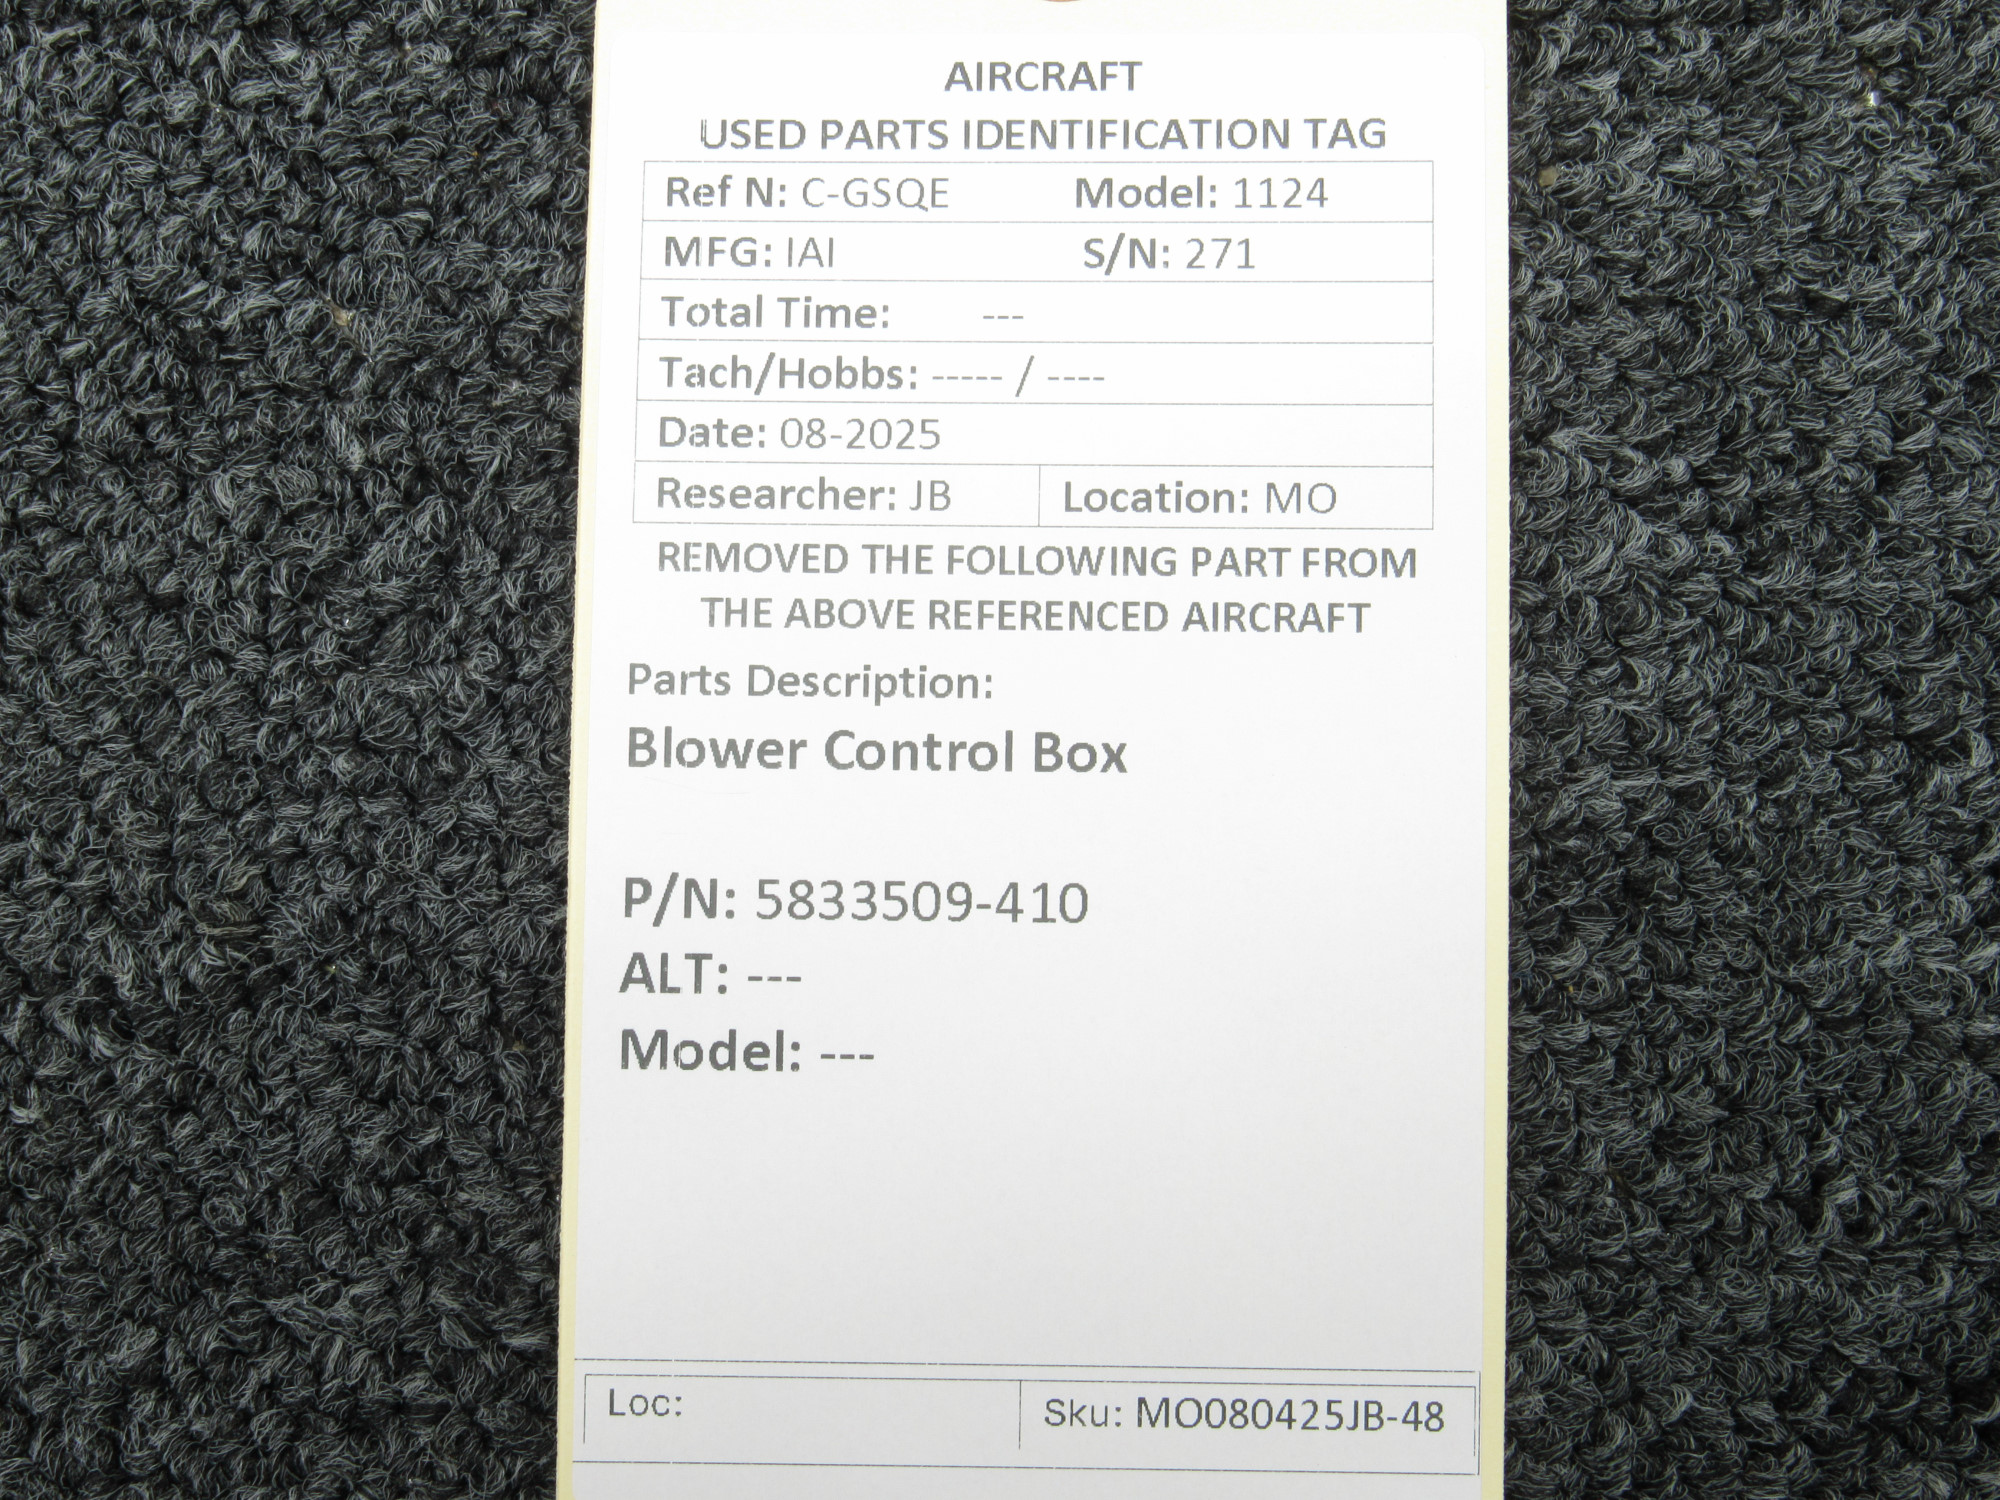 AIRCRAFT
USED PARTS IDENTIFICATION TAG
Ref N: C-GSQE Model: 1124
MFG: IAI S/N: 271
Total Time: ---
Tach/Hobbs: ----- / ----
Date: 08-2025
Researcher: JB Location: MO
REMOVED THE FOLLOWING PART FROM
THE ABOVE REFERENCED AIRCRAFT
Parts Description:
Blower Control Box
P/N: 5833509-410
ALT: ---
Model: ---
Loc: Sku: MO080425JB-48